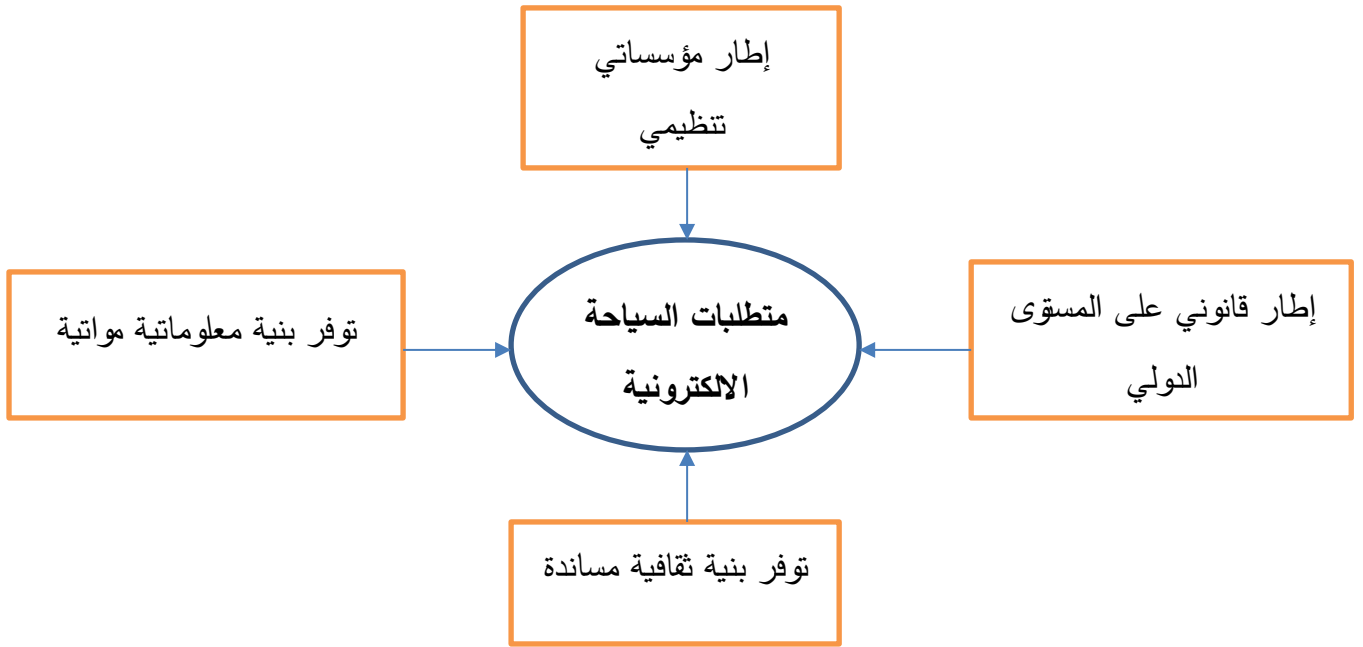 إطار مؤسساتي
تنظيمي
إطار قانوني على المستوى
الدولي
متطلبات السياحة
الالكترونية
توفر بنية معلوماتية مواتية
توفر بنية ثقافية مساندة